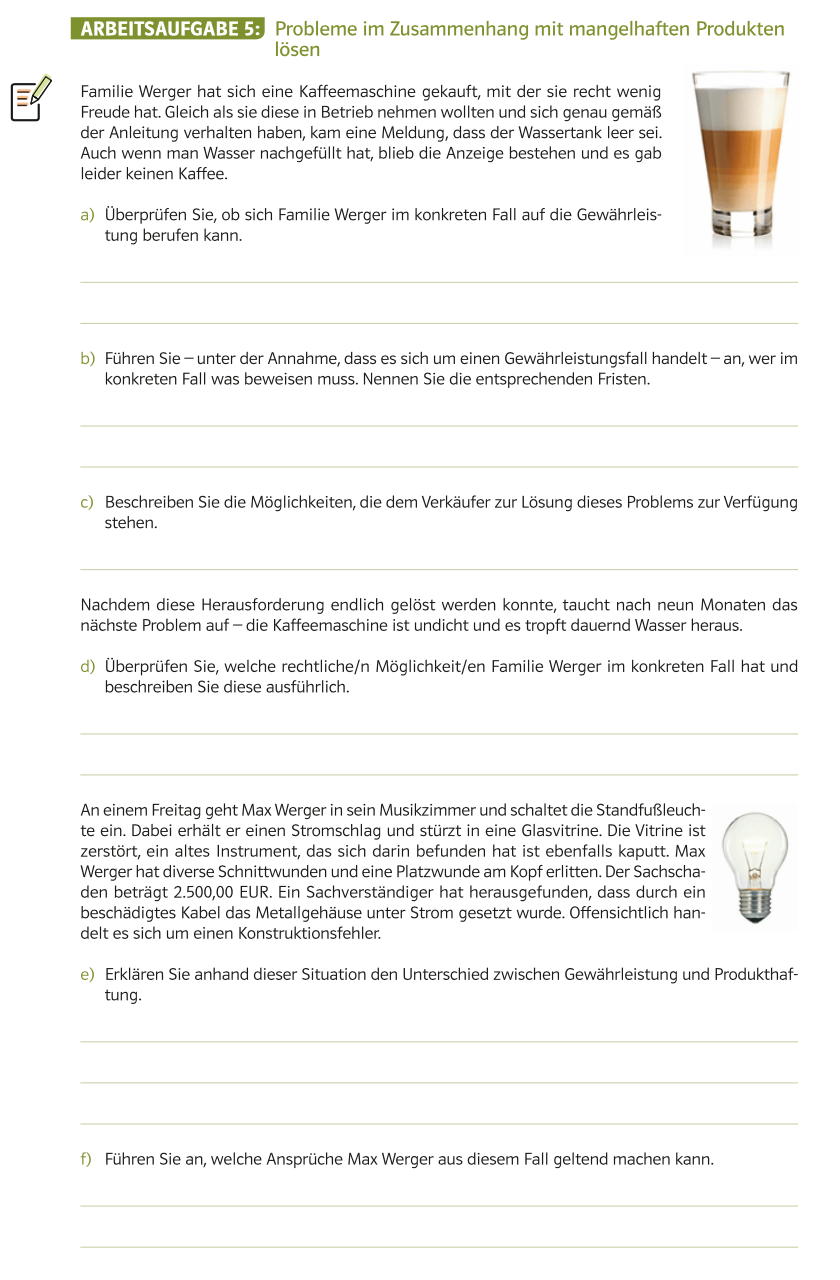 ARBEITSAUFGABE 5: Probleme im Zusammenhang mit mangelhaften Produkten
lösen
Familie Werger hat sich eine Kaffeemaschine gekauft, mit der sie recht wenig
Freude hat. Gleich als sie diese in Betrieb nehmen wollten und sich genau gemäß
der Anleitung verhalten haben, kam eine Meldung, dass der Wassertank leer sei.
Auch wenn man Wasser nachgefüllt hat, blieb die Anzeige bestehen und es gab
leider keinen Kaffee.
a) Überprüfen Sie, ob sich Familie Werger im konkreten Fall auf die Gewährleis-
tung berufen kann.
b) Führen Sie – unter der Annahme, dass es sich um einen Gewährleistungsfall handelt – an, wer im
konkreten Fall was beweisen muss. Nennen Sie die entsprechenden Fristen.
c) Beschreiben Sie die Möglichkeiten, die dem Verkäufer zur Lösung dieses Problems zur Verfügung
stehen.
Nachdem diese Herausforderung endlich gelöst werden konnte, taucht nach neun Monaten das
nächste Problem auf – die Kaffeemaschine ist undicht und es tropft dauernd Wasser heraus.
d) Überprüfen Sie, welche rechtliche/n Möglichkeit/en Familie Werger im konkreten Fall hat und
beschreiben Sie diese ausführlich.
An einem Freitag geht Max Werger in sein Musikzimmer und schaltet die Standfußleuch-
te ein. Dabei erhält er einen Stromschlag und stürzt in eine Glasvitrine. Die Vitrine ist
zerstört, ein altes Instrument, das sich darin befunden hat ist ebenfalls kaputt. Max
Werger hat diverse Schnittwunden und eine Platzwunde am Kopf erlitten. Der Sachscha-
den beträgt 2.500,00 EUR. Ein Sachverständiger hat herausgefunden, dass durch ein
beschädigtes Kabel das Metallgehäuse unter Strom gesetzt wurde. Offensichtlich han-
delt es sich um einen Konstruktionsfehler.
e) Erklären Sie anhand dieser Situation den Unterschied zwischen Gewährleistung und Produkthaf-
tung.
f) Führen Sie an, welche Ansprüche Max Werger aus diesem Fall geltend machen kann.